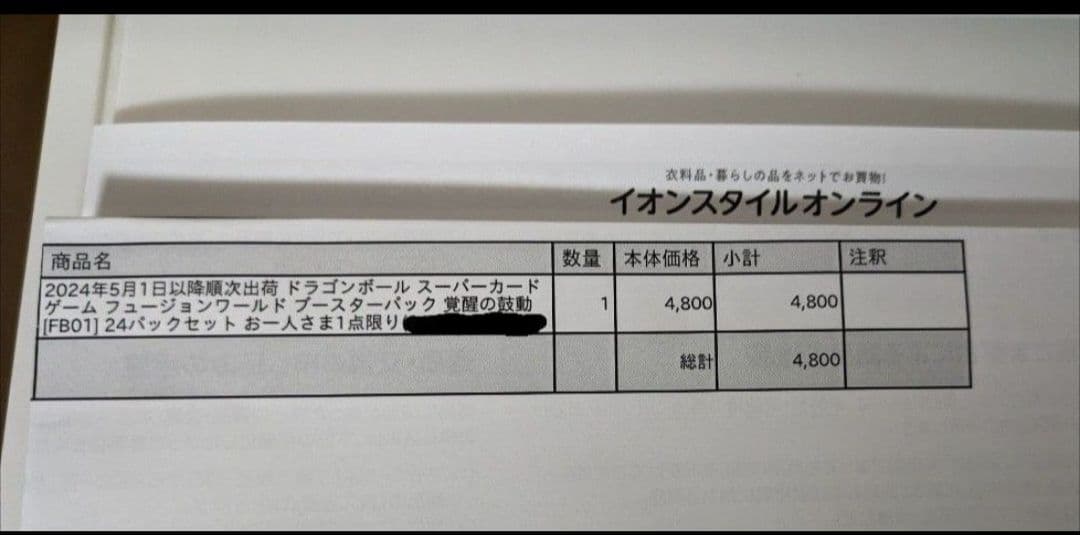 衣料品・暮らしの品をネットでお買物!
イオンスタイルオンライン
商品名 数量 本体価格 小計 注釈
2024年5月1日以降順次出荷 ドラゴンボール スーパーカード
ゲーム フュージョンワールド ブースターパック 覚醒の鼓動
[FB01] 24パックセット お一人さま1点限り
1 4,800 4,800
総計 4,800